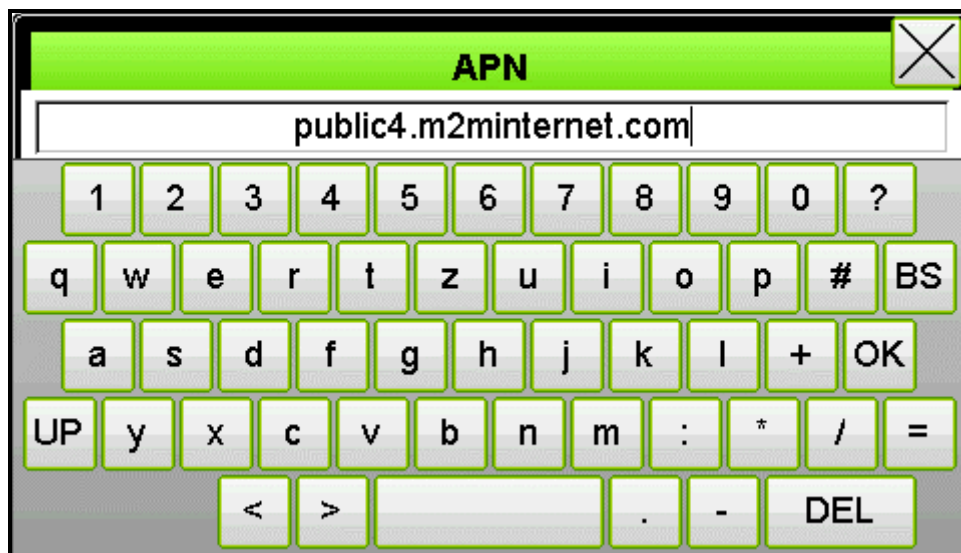 APN
public4.m2minternet.com
1 2 3 4 5 6 7 8 9 0 ?
q w e r t z u i o p # BS
a s d f g h j k l + OK
UP y x c v b n m : * / =
< > . - DEL